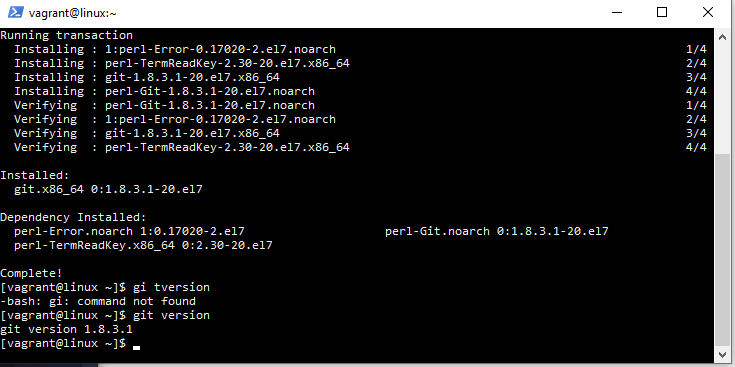 vagrant@linux:~
Running transaction
  Installing : 1:perl-Error-0.17020-2.el7.noarch 1/4
  Installing : perl-TermReadKey-2.30-20.el7.x86_64 2/4
  Installing : git-1.8.3.1-20.el7.x86_64 3/4
  Installing : perl-Git-1.8.3.1-20.el7.noarch 4/4
  Verifying  : perl-Git-1.8.3.1-20.el7.noarch 1/4
  Verifying  : 1:perl-Error-0.17020-2.el7.noarch 2/4
  Verifying  : git-1.8.3.1-20.el7.x86_64 3/4
  Verifying  : perl-TermReadKey-2.30-20.el7.x86_64 4/4
Installed:
  git.x86_64 0:1.8.3.1-20.el7
Dependency Installed:
  perl-Error.noarch 1:0.17020-2.el7 perl-Git.noarch 0:1.8.3.1-20.el7
  perl-TermReadKey.x86_64 0:2.30-20.el7
Complete!
[vagrant@linux ~]$ gi tversion
-bash: gi: command not found
[vagrant@linux ~]$ git version
git version 1.8.3.1
[vagrant@linux ~]$